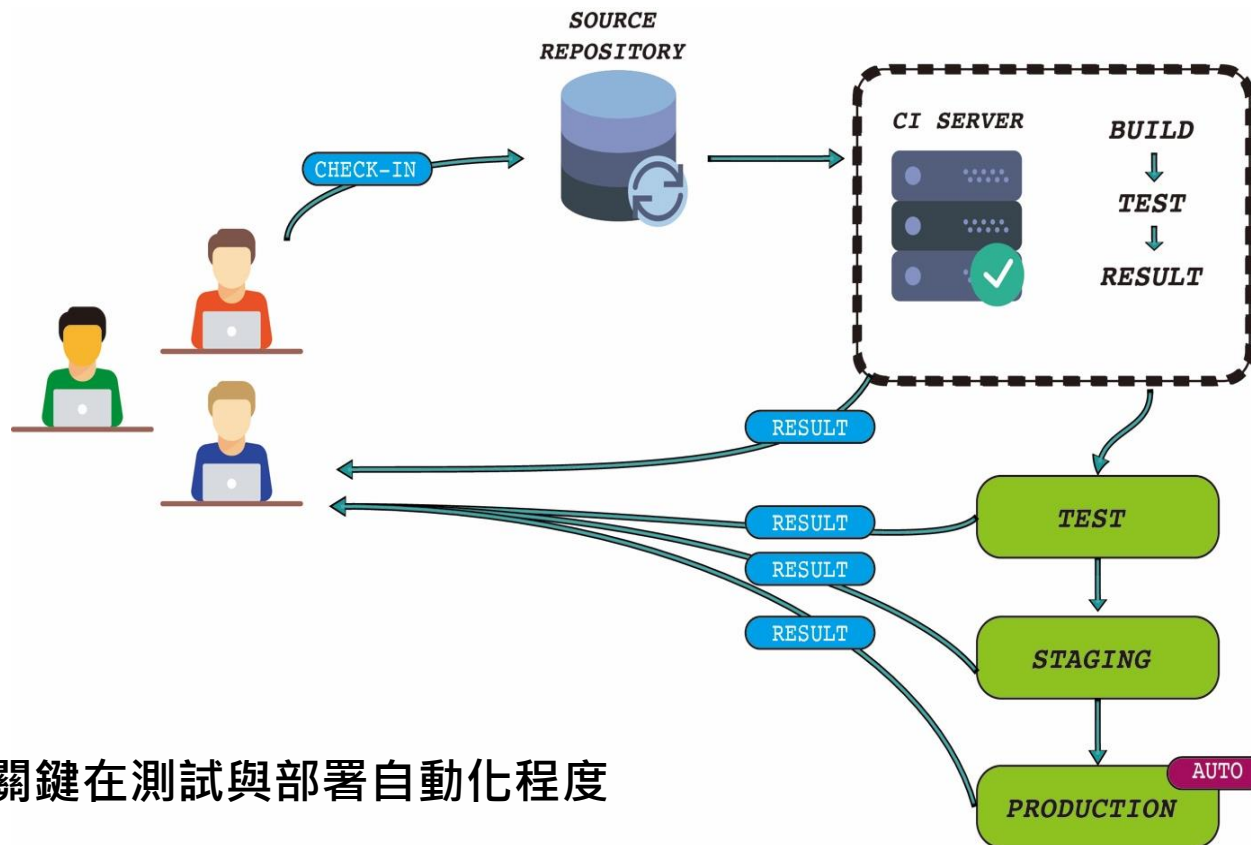 SOURCE
REPOSITORY
CHECK-IN
CI SERVER
BUILD
TEST
RESULT
RESULT
RESULT
RESULT
RESULT
TEST
STAGING
PRODUCTION
AUTO
關鍵在測試與部署自動化程度